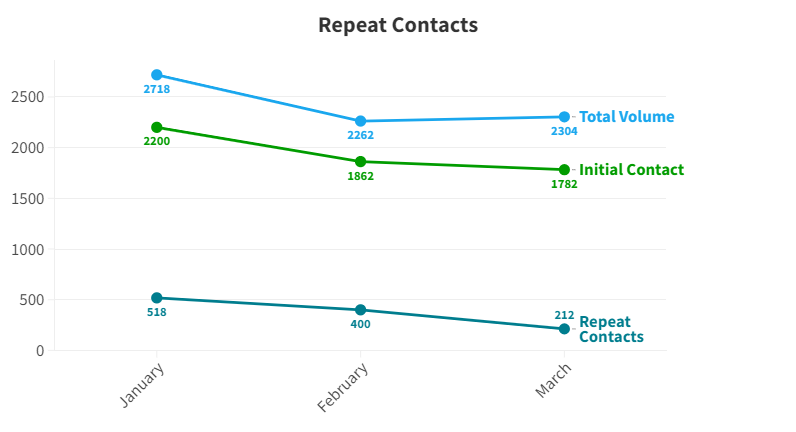 Repeat Contacts
2500
2000
1500
1000
500
0
2718
2262
2304
Total Volume
2200
1862
1782
Initial Contact
518
400
212
Repeat
Contacts
January
February
March